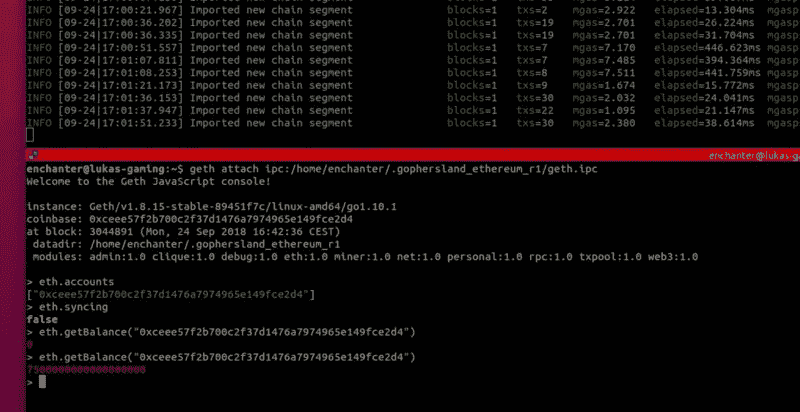 INFO [09-24|17:00:21.967] Imported new chain segment blocks=1 txs=2 mgas=2.922 elapsed=13.304ms mgasp
INFO [09-24|17:00:36.202] Imported new chain segment blocks=1 txs=19 mgas=2.701 elapsed=26.224ms mgasp
INFO [09-24|17:00:36.335] Imported new chain segment blocks=1 txs=19 mgas=2.701 elapsed=31.704ms mgasp
INFO [09-24|17:00:51.557] Imported new chain segment blocks=1 txs=7 mgas=7.170 elapsed=446.623ms mgasp
INFO [09-24|17:01:07.811] Imported new chain segment blocks=1 txs=7 mgas=7.485 elapsed=394.364ms mgasp
INFO [09-24|17:01:08.253] Imported new chain segment blocks=1 txs=8 mgas=7.511 elapsed=441.759ms mgasp
INFO [09-24|17:01:21.173] Imported new chain segment blocks=1 txs=9 mgas=1.674 elapsed=15.772ms mgasp
INFO [09-24|17:01:36.153] Imported new chain segment blocks=1 txs=30 mgas=2.032 elapsed=24.041ms mgasp
INFO [09-24|17:01:37.947] Imported new chain segment blocks=1 txs=22 mgas=1.095 elapsed=21.147ms mgasp
INFO [09-24|17:01:51.233] Imported new chain segment blocks=1 txs=30 mgas=2.380 elapsed=38.614ms mgasp
enchanter@lukas-ga
enchanter@lukas-gaming:~$ geth attach ipc:/home/enchanter/.gophersland_ethereum_r1/geth.ipc
Welcome to the Geth JavaScript console!
instance: Geth/v1.8.15-stable-89451f7c/linux-amd64/go1.10.1
coinbase: 0xceee57f2b700c2f37d1476a7974965e149fce2d4
at block: 3044891 (Mon, 24 Sep 2018 16:42:36 CEST)
datadir: /home/enchanter/.gophersland_ethereum_r1
modules: admin:1.0 clique:1.0 debug:1.0 eth:1.0 miner:1.0 net:1.0 personal:1.0 rpc:1.0 txpool:1.0 web3:1.0
> eth.accounts
["0xceee57f2b700c2f37d1476a7974965e149fce2d4"]
> eth.syncing
false
> eth.getBalance("0xceee57f2b700c2f37d1476a7974965e149fce2d4")
0
> eth.getBalance("0xceee57f2b700c2f37d1476a7974965e149fce2d4")
>